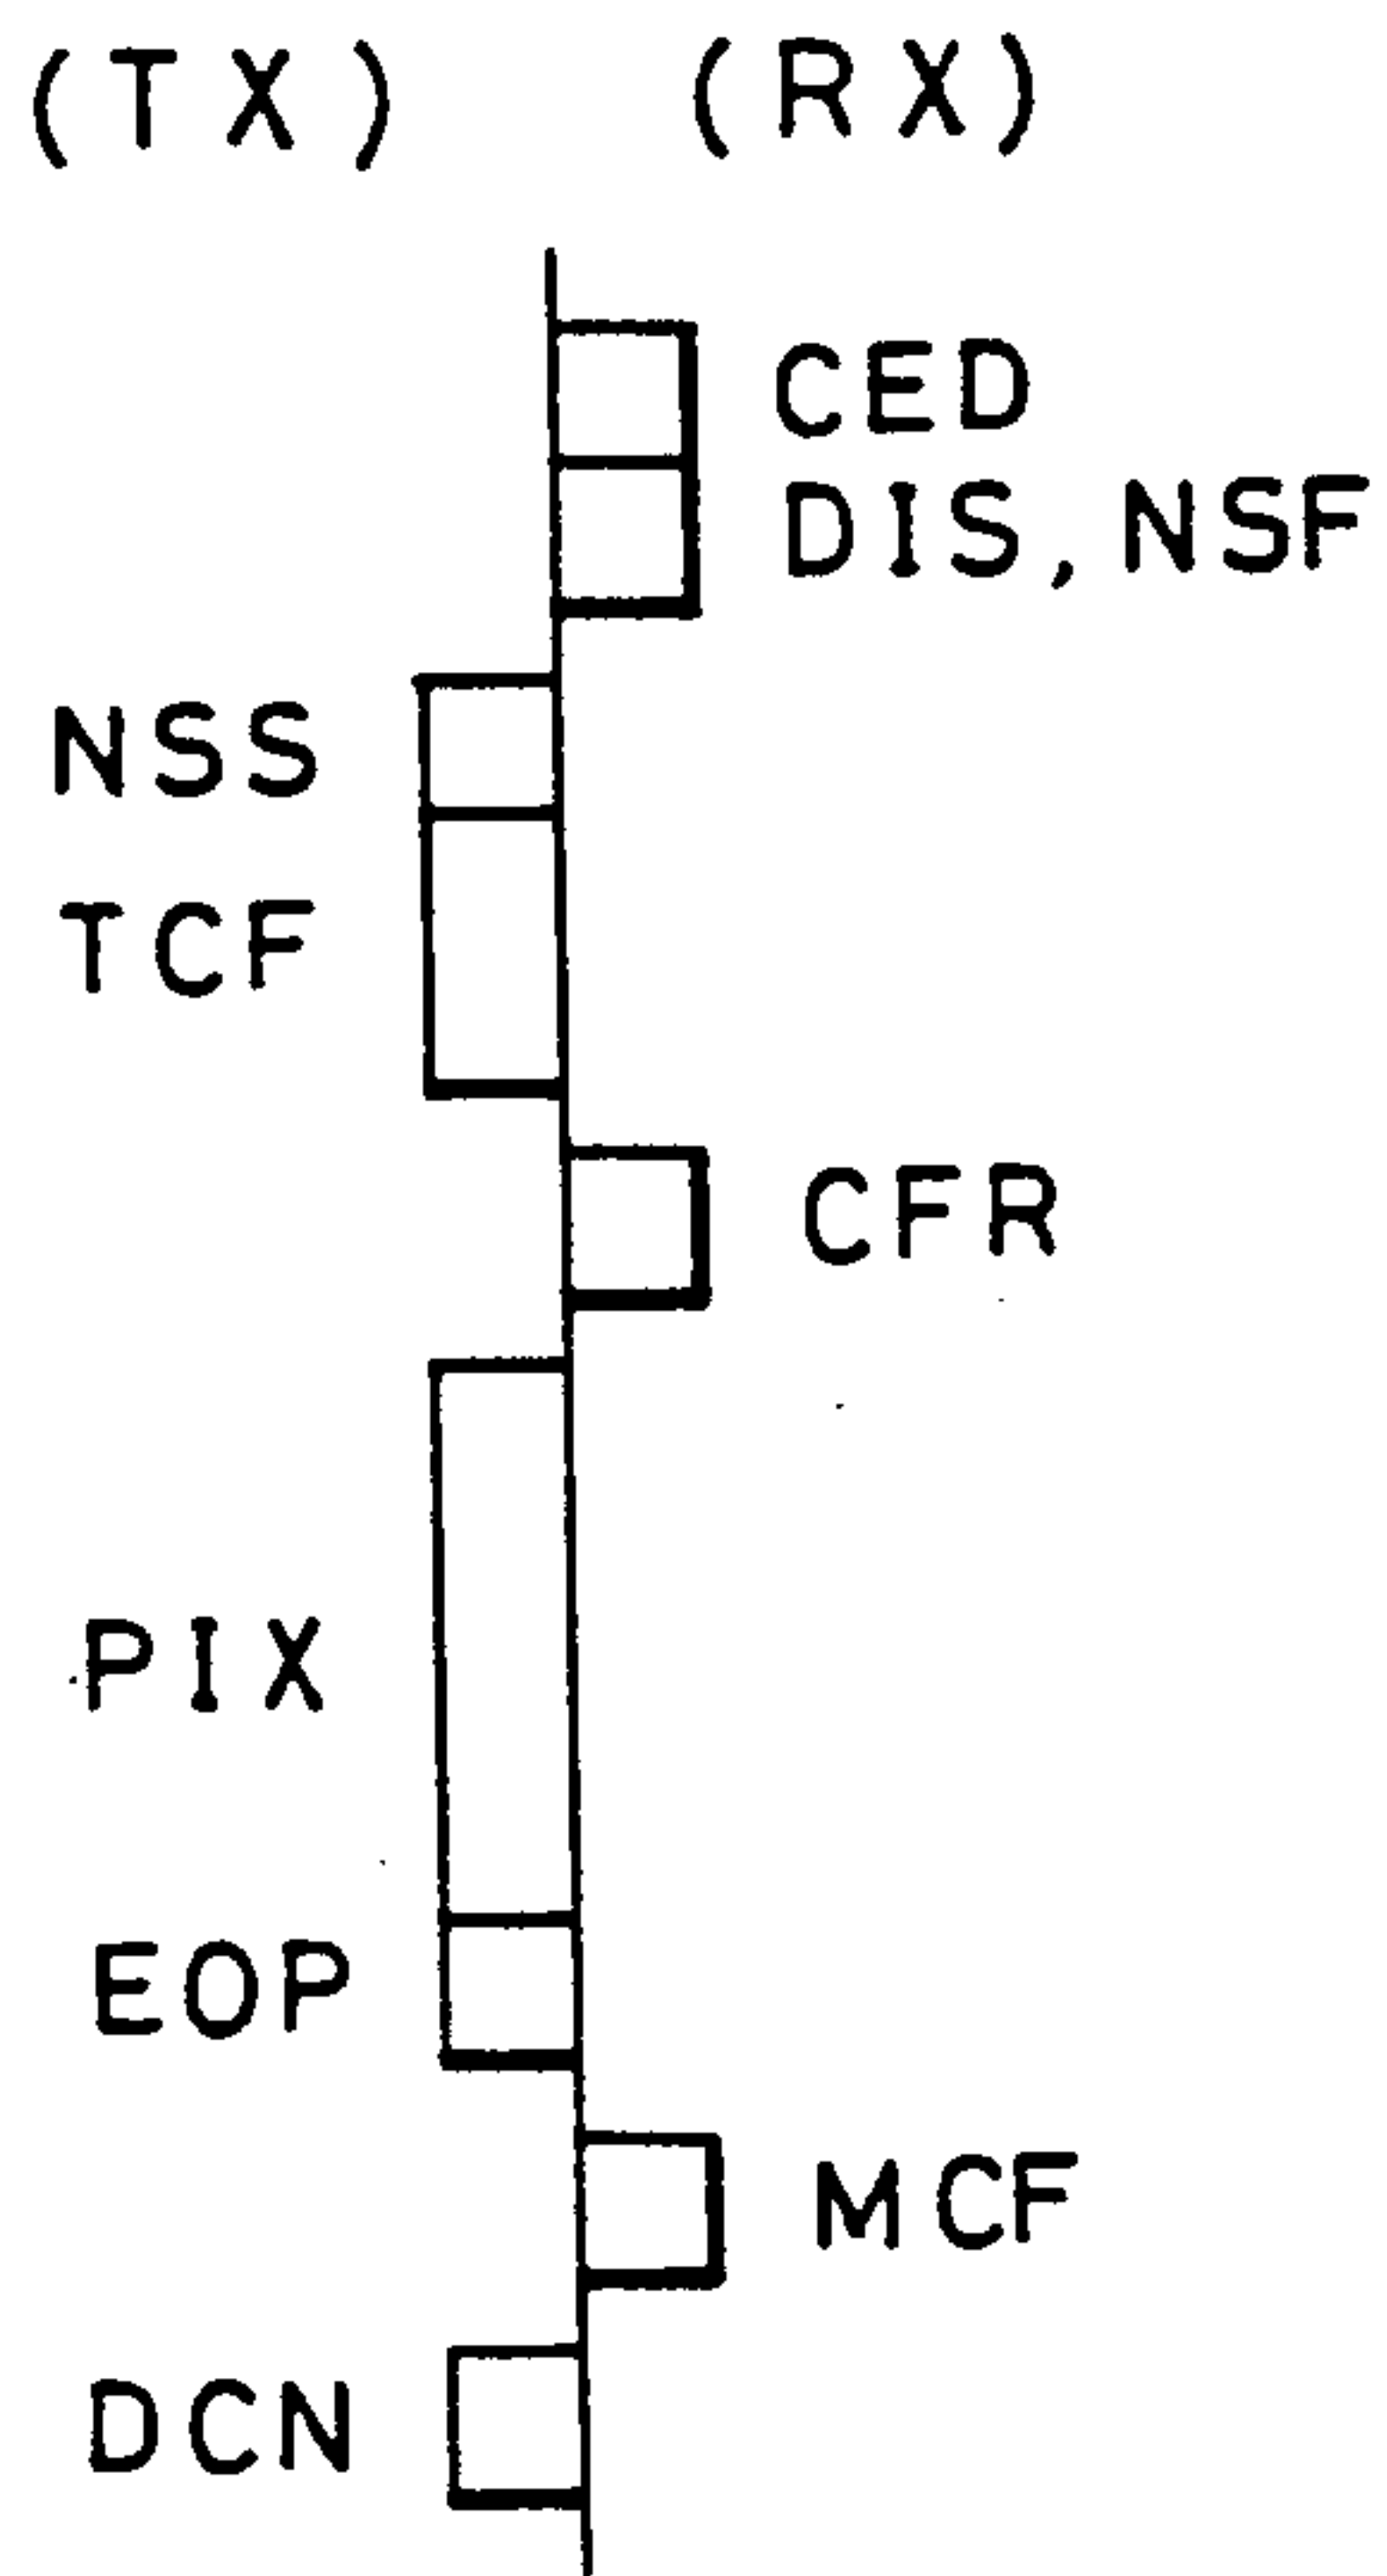 (TX) (RX)
CED
DIS, NSF
NSS
TCF
CFR
PIX
EOP
MCF
DCN